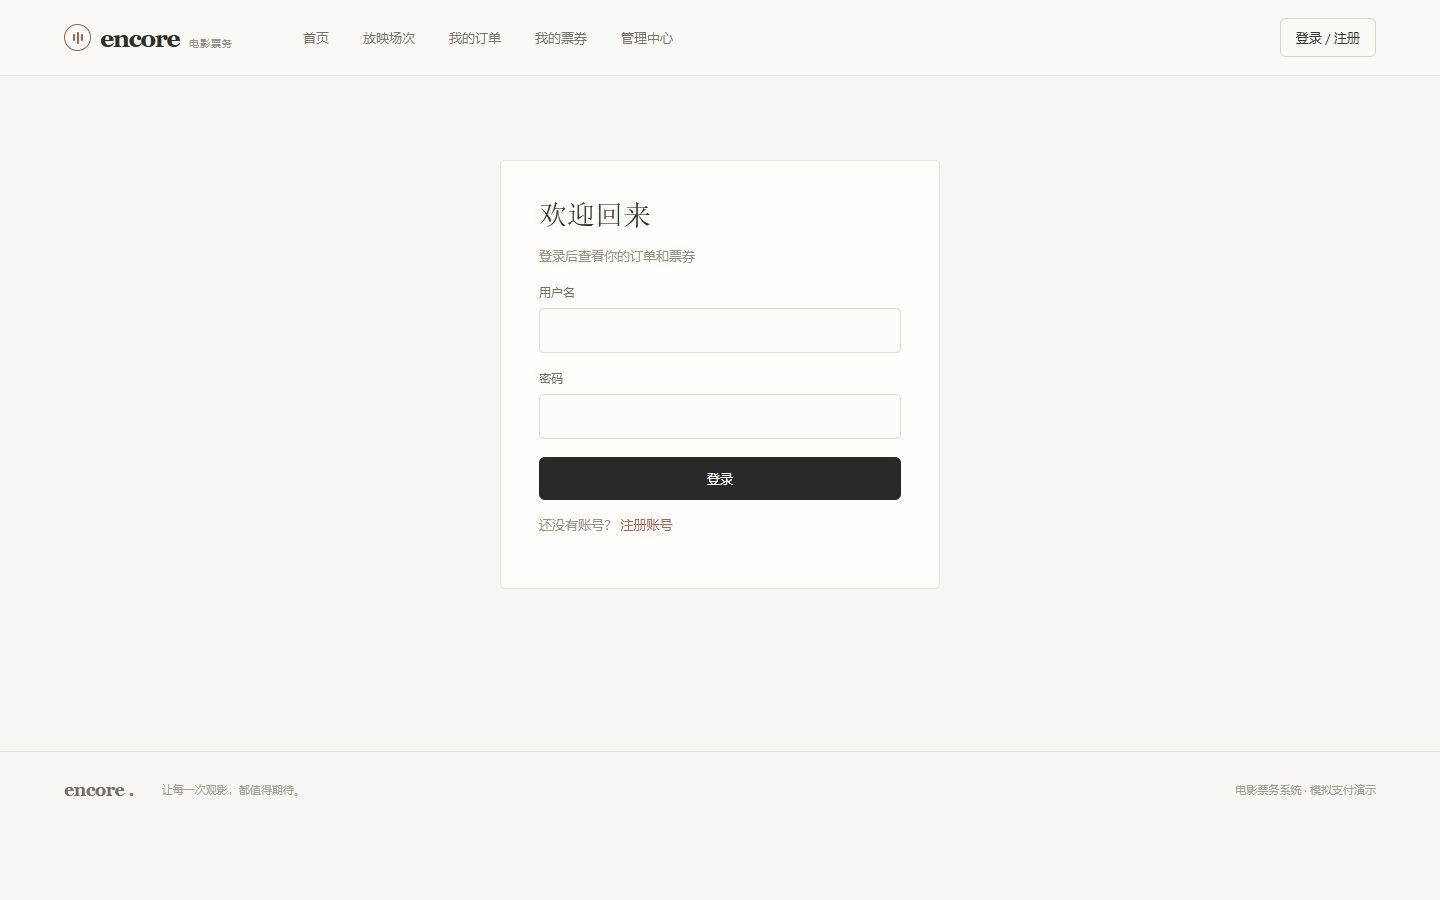 encore 电影票务 首页 放映场次 我的订单 我的票券 管理中心 登录 / 注册
欢迎回来
登录后查看你的订单和票券
用户名
密码
登录
还没有账号? 注册账号
encore. 让每一次观影，都值得期待。 电影票务系统 · 模拟支付演示